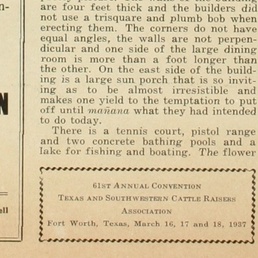 are four feet thick and the builders did
not use a trisquare and plumb bob when
erecting them. The corners do not have
equal angles, the walls are not perpen-
dicular and one side of the large dining
room is more than a foot longer than
the other. On the east side of the build-
ing is a large sun porch that is so invit-
ing as to be almost irresistible and
makes one yield to the temptation to put
off until mañana what they had intended
to do today.
There is a tennis court, pistol range
and two concrete bathing pools and a
lake for fishing and boating. The flower
61st Annual Convention
Texas and Southwestern Cattle Raisers
Association
Fort Worth, Texas, March 16, 17 and 18, 1937